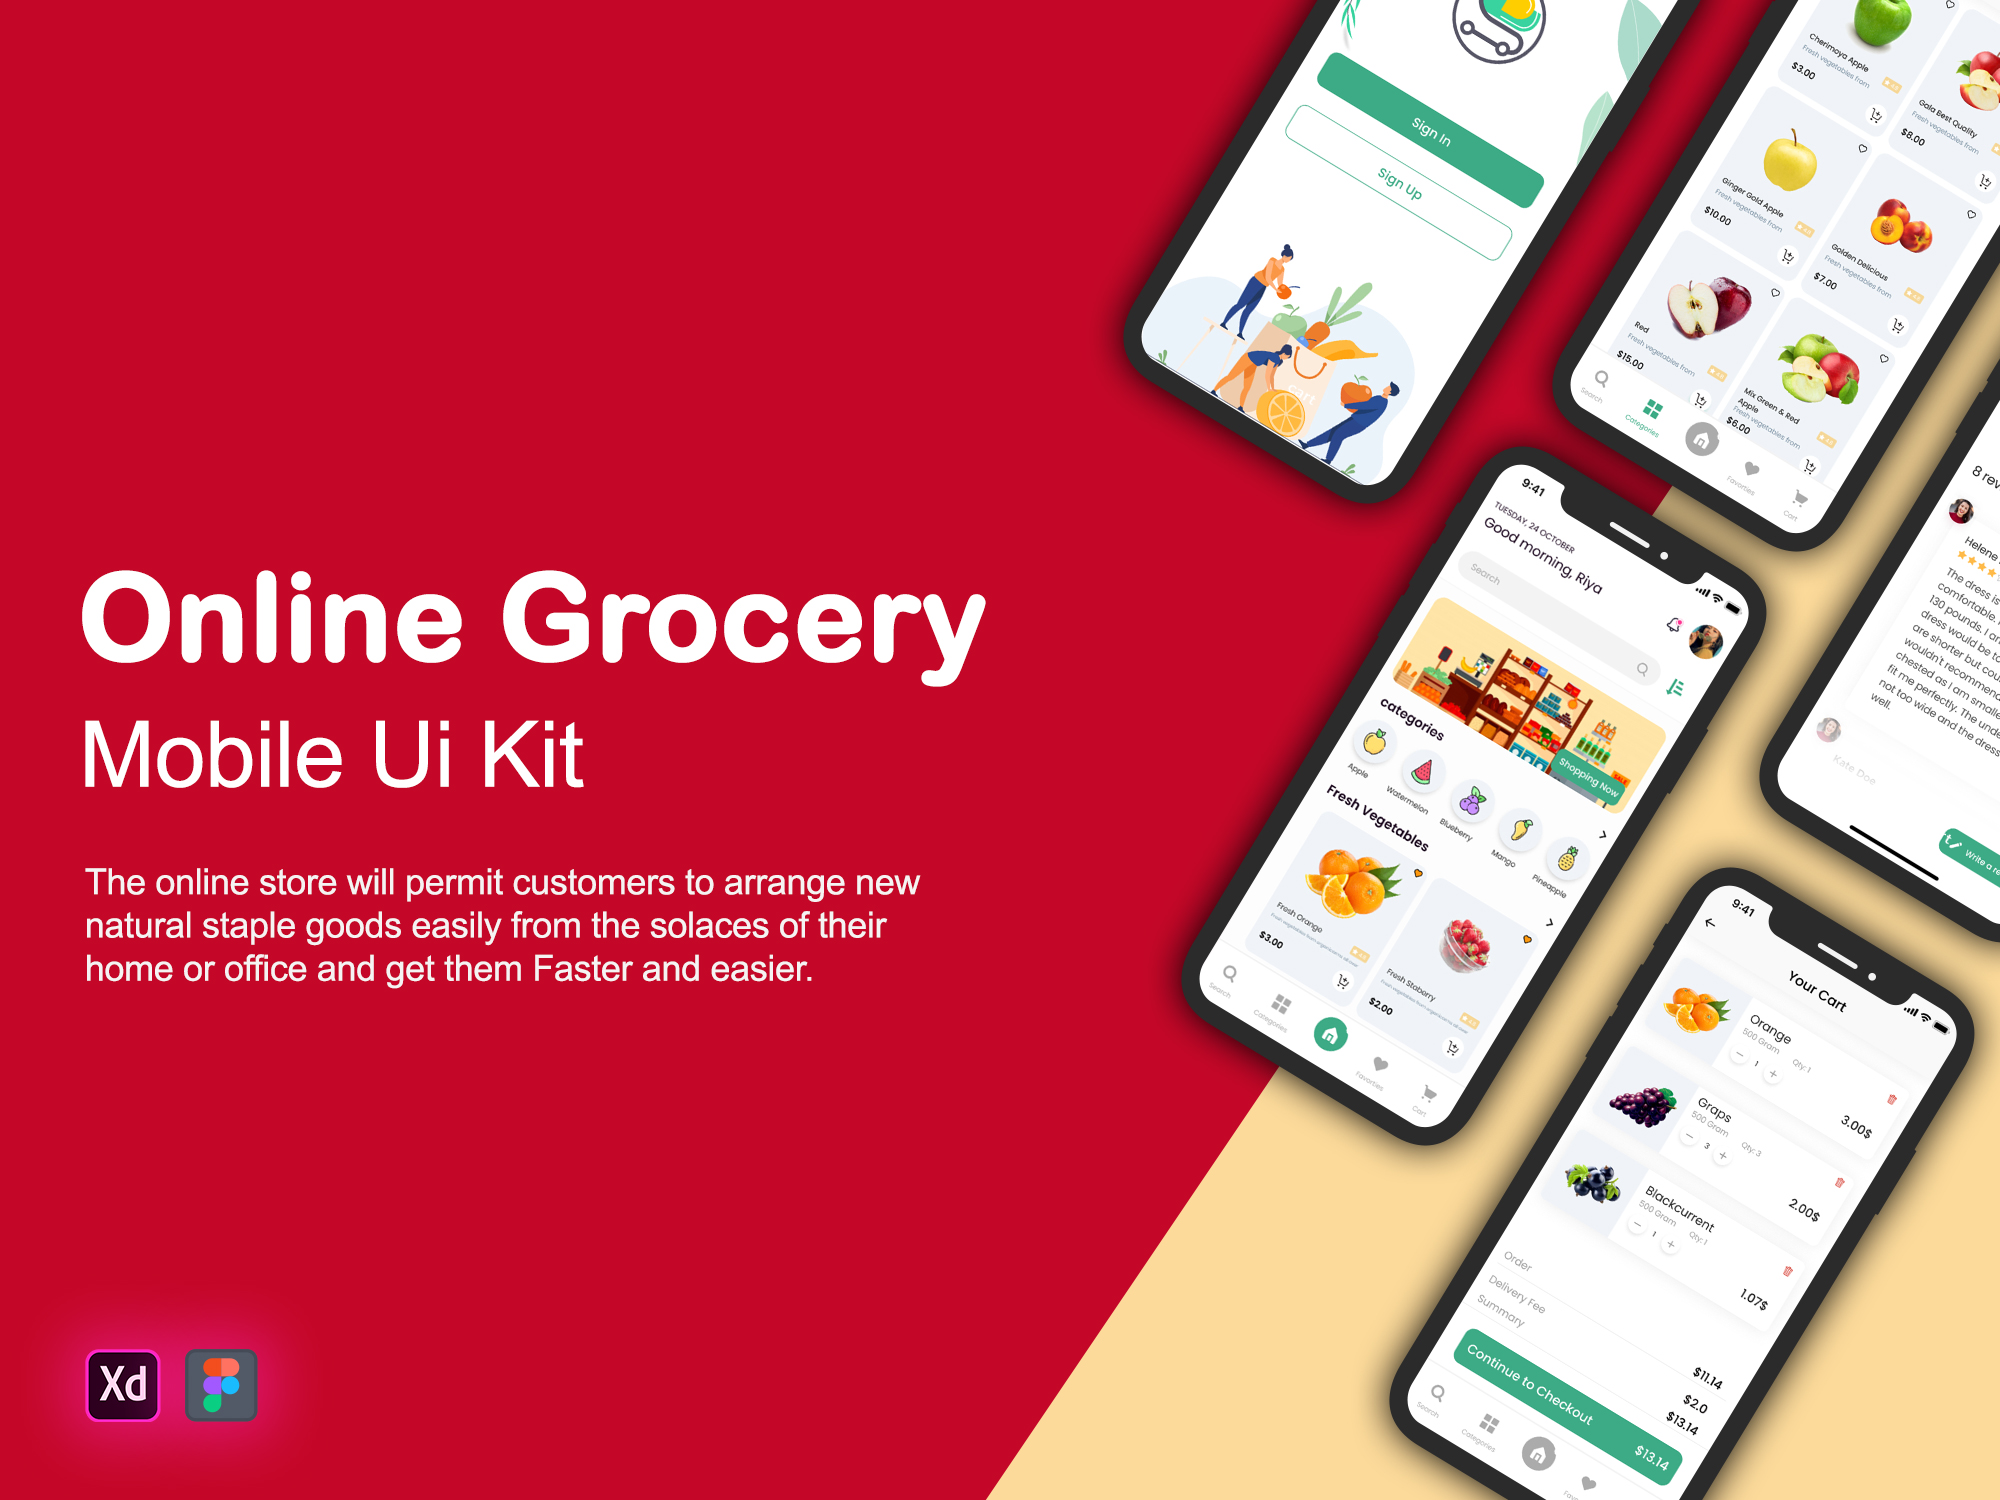 Online Grocery
Mobile Ui Kit
The online store will permit customers to arrange new
natural staple goods easily from the solaces of their
home or office and get them Faster and easier.
Xd
Sign In
Sign Up
cart
Cherimoya Apple
Fresh vegetables from
$3.00
Gala Best Quality
Fresh vegetables from
$8.00
Ginger Gold Apple
Fresh vegetables from
$10.00
Golden Delicious
Fresh vegetables from
$7.00
Red
Fresh vegetables from
$15.00
Mix Green & Red
Apple
Fresh vegetables from
$6.00
Search
Categories
Favorties
Cart
9:41
TUESDAY, 24 OCTOBER
Good morning, Riya
Search
SALE
Shopping Now
categories
Apple
Watermelon
Blueberry
Mango
Pineapple
Fresh Vegetables
Fresh Orange
$3.00
Fresh Staberry
$2.00
Search
Categories
Favorties
Cart
8 rev
Helene
The dress is
comfortable.
130 pounds. I am
dress would be to
are shorter but cou
wouldn't recommend
chested as I am smalle
fit me perfectly. The und
not too wide and the dress
well.
Kate Doe
Write a re
9:41
Your Cart
Orange
500 Gram
Qty: 1
1
3.00$
Graps
500 Gram
Qty: 3
3
2.00$
Blackcurrent
500 Gram
Qty: 1
1
1.07$
Order
$11.14
Delivery Fee
$2.0
Summary
$13.14
Continue to Checkout
$13.14
Search
Categories